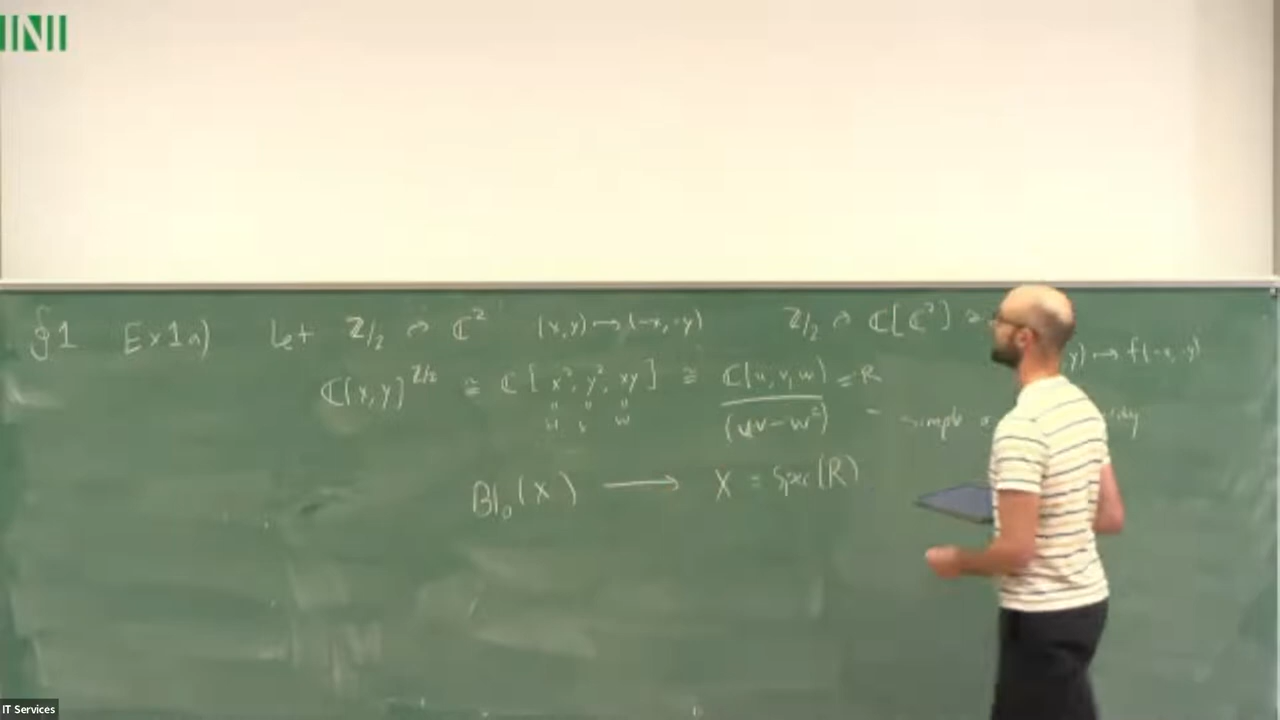 INI
§1 Ex1a) Let ℤ/2 ↷ ℂ² (x,y)→(-x,-y) ℤ/2 ↷ ℂ[ℂ²]
y) ↦ f(-x,-y)
ℂ[x,y]^{ℤ/2} ≅ ℂ[x², y², xy] ≅ ℂ[u,v,w]/(uv-w²) = R
u v w
Bl₀(X) ⟶ X = Spec(R)
IT Services